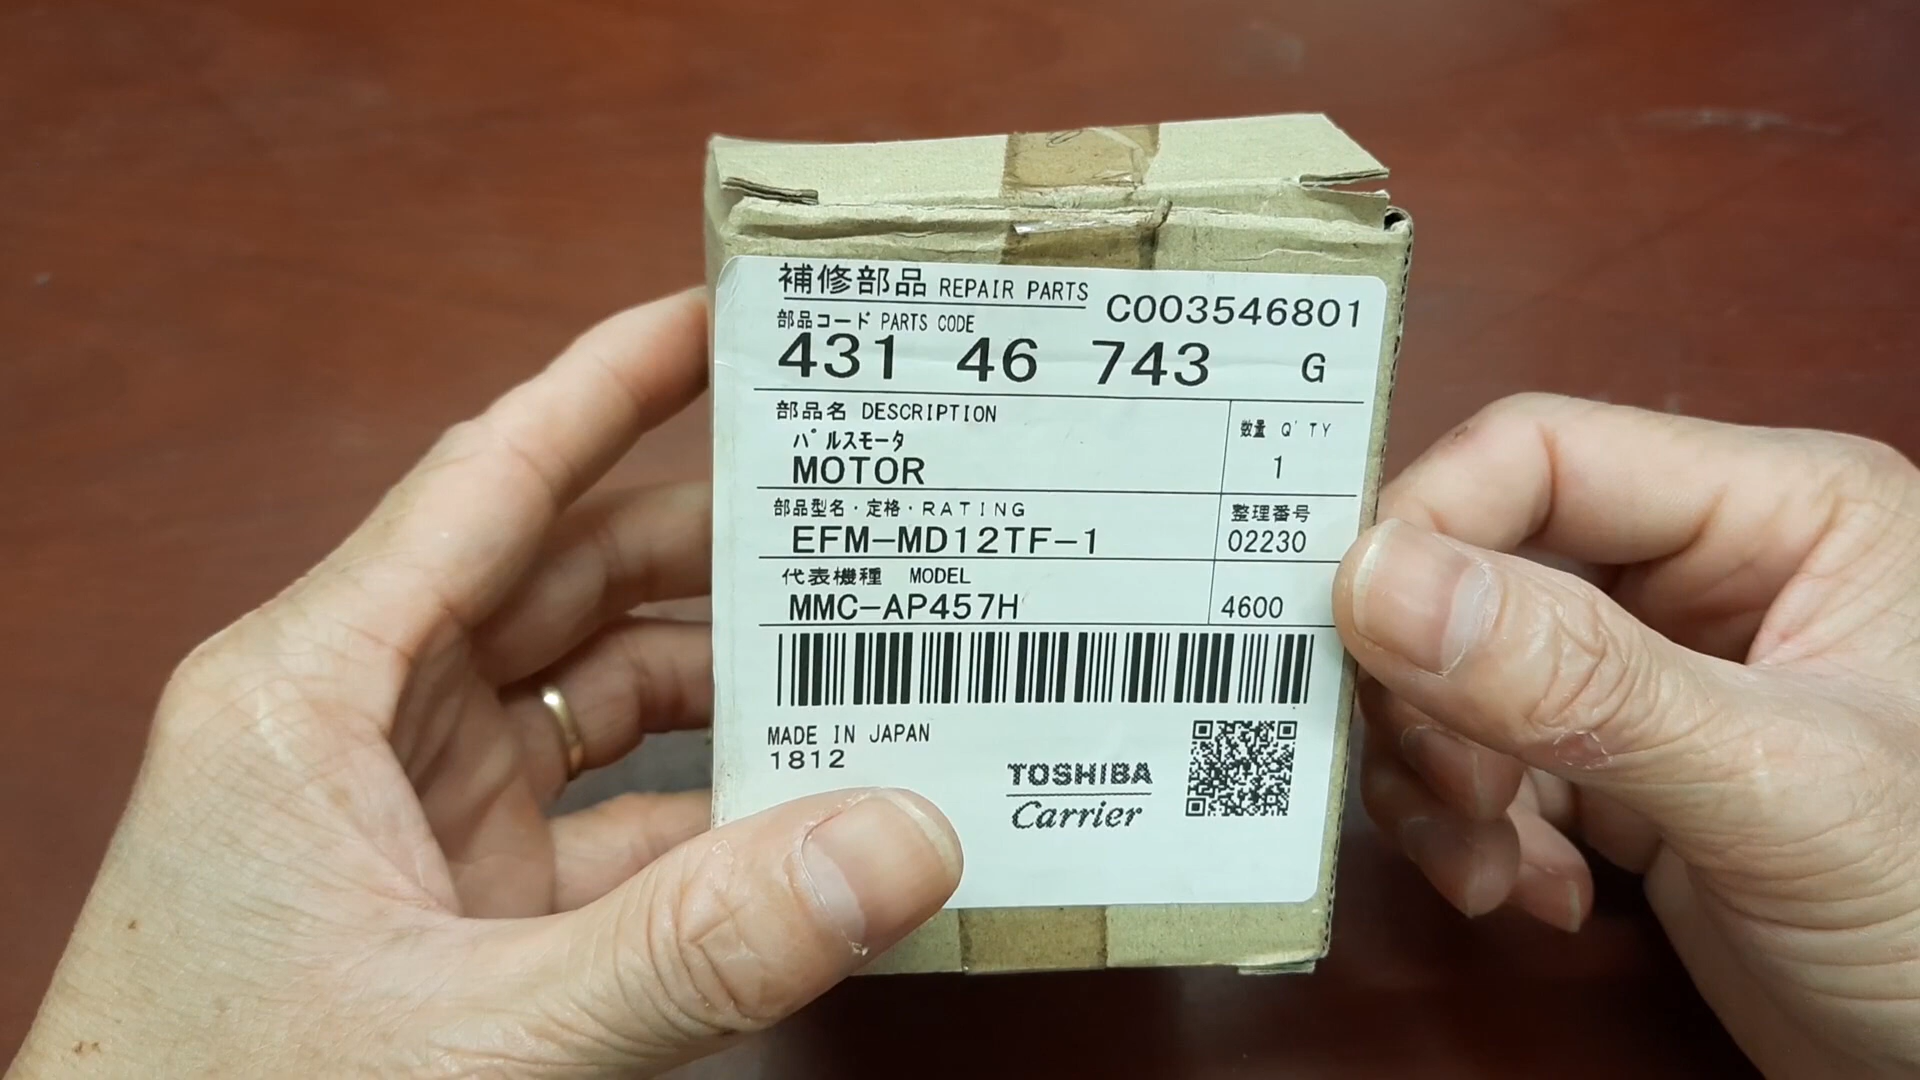 補修部品 REPAIR PARTS C003546801
部品コード PARTS CODE
431 46 743 G
部品名 DESCRIPTION
数量 Q'TY
パルスモータ
MOTOR
1
部品型名・定格・RATING
整理番号
EFM-MD12TF-1
02230
代表機種 MODEL
MMC-AP457H
4600
MADE IN JAPAN
1812
TOSHIBA
Carrier